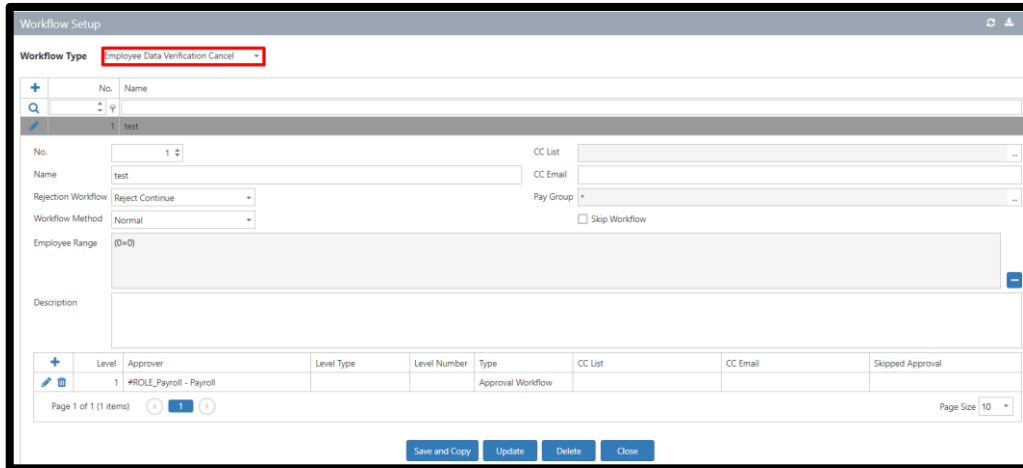 Workflow Setup
Workflow Type Employee Data Verification Cancel
No. Name
1 test
No. 1 CC List ...
Name test CC Email
Rejection Workflow Reject Continue Pay Group * ...
Workflow Method Normal Skip Workflow
Employee Range (0=0)
Description
Level Approver Level Type Level Number Type CC List CC Email Skipped Approval
1 #ROLE_Payroll - Payroll Approval Workflow
Page 1 of 1 (1 items) 1 Page Size 10
Save and Copy Update Delete Close